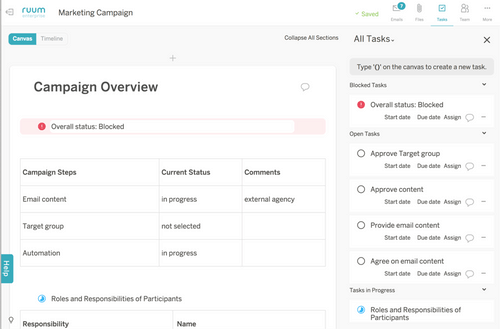 ruum
enterprise
Marketing Campaign
Saved
7
Emails
Files
Tasks
Team
More
Canvas
Timeline
Collapse All Sections
All Tasks
Type '()' on the canvas to create a new task.
Campaign Overview
Overall status: Blocked
Campaign Steps Current Status Comments
Email content in progress external agency
Target group not selected
Automation in progress
Roles and Responsibilities of Participants
Responsibility Name
Help
Blocked Tasks
Overall status: Blocked
Start date Due date Assign
Open Tasks
Approve Target group
Start date Due date Assign
Approve content
Start date Due date Assign
Provide email content
Start date Due date Assign
Agree on email content
Start date Due date Assign
Tasks in Progress
Roles and Responsibilities of
Participants